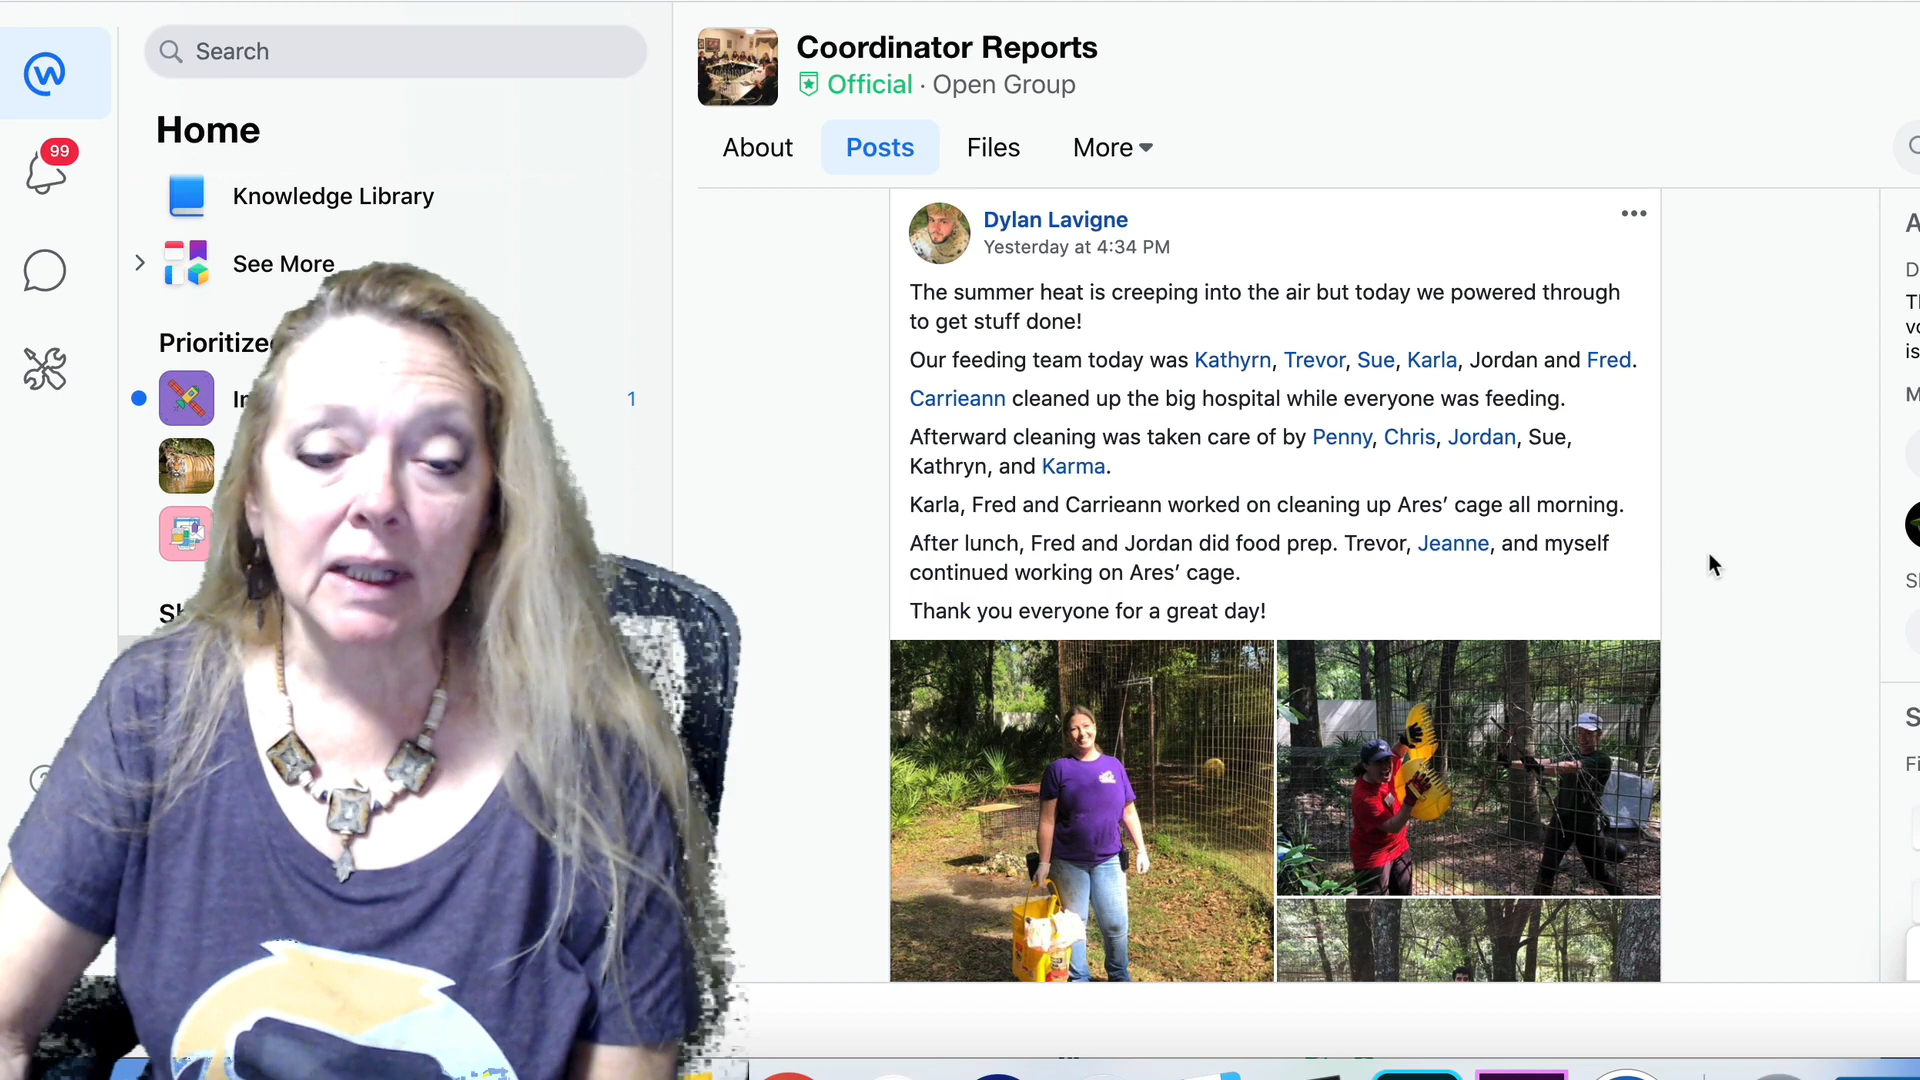 Search
Home
99
Knowledge Library
See More
Prioritized
1
Coordinator Reports
Official · Open Group
About
Posts
Files
More
Dylan Lavigne
Yesterday at 4:34 PM
The summer heat is creeping into the air but today we powered through
to get stuff done!
Our feeding team today was Kathyrn, Trevor, Sue, Karla, Jordan and Fred.
Carrieann cleaned up the big hospital while everyone was feeding.
Afterward cleaning was taken care of by Penny, Chris, Jordan, Sue,
Kathryn, and Karma.
Karla, Fred and Carrieann worked on cleaning up Ares’ cage all morning.
After lunch, Fred and Jordan did food prep. Trevor, Jeanne, and myself
continued working on Ares’ cage.
Thank you everyone for a great day!